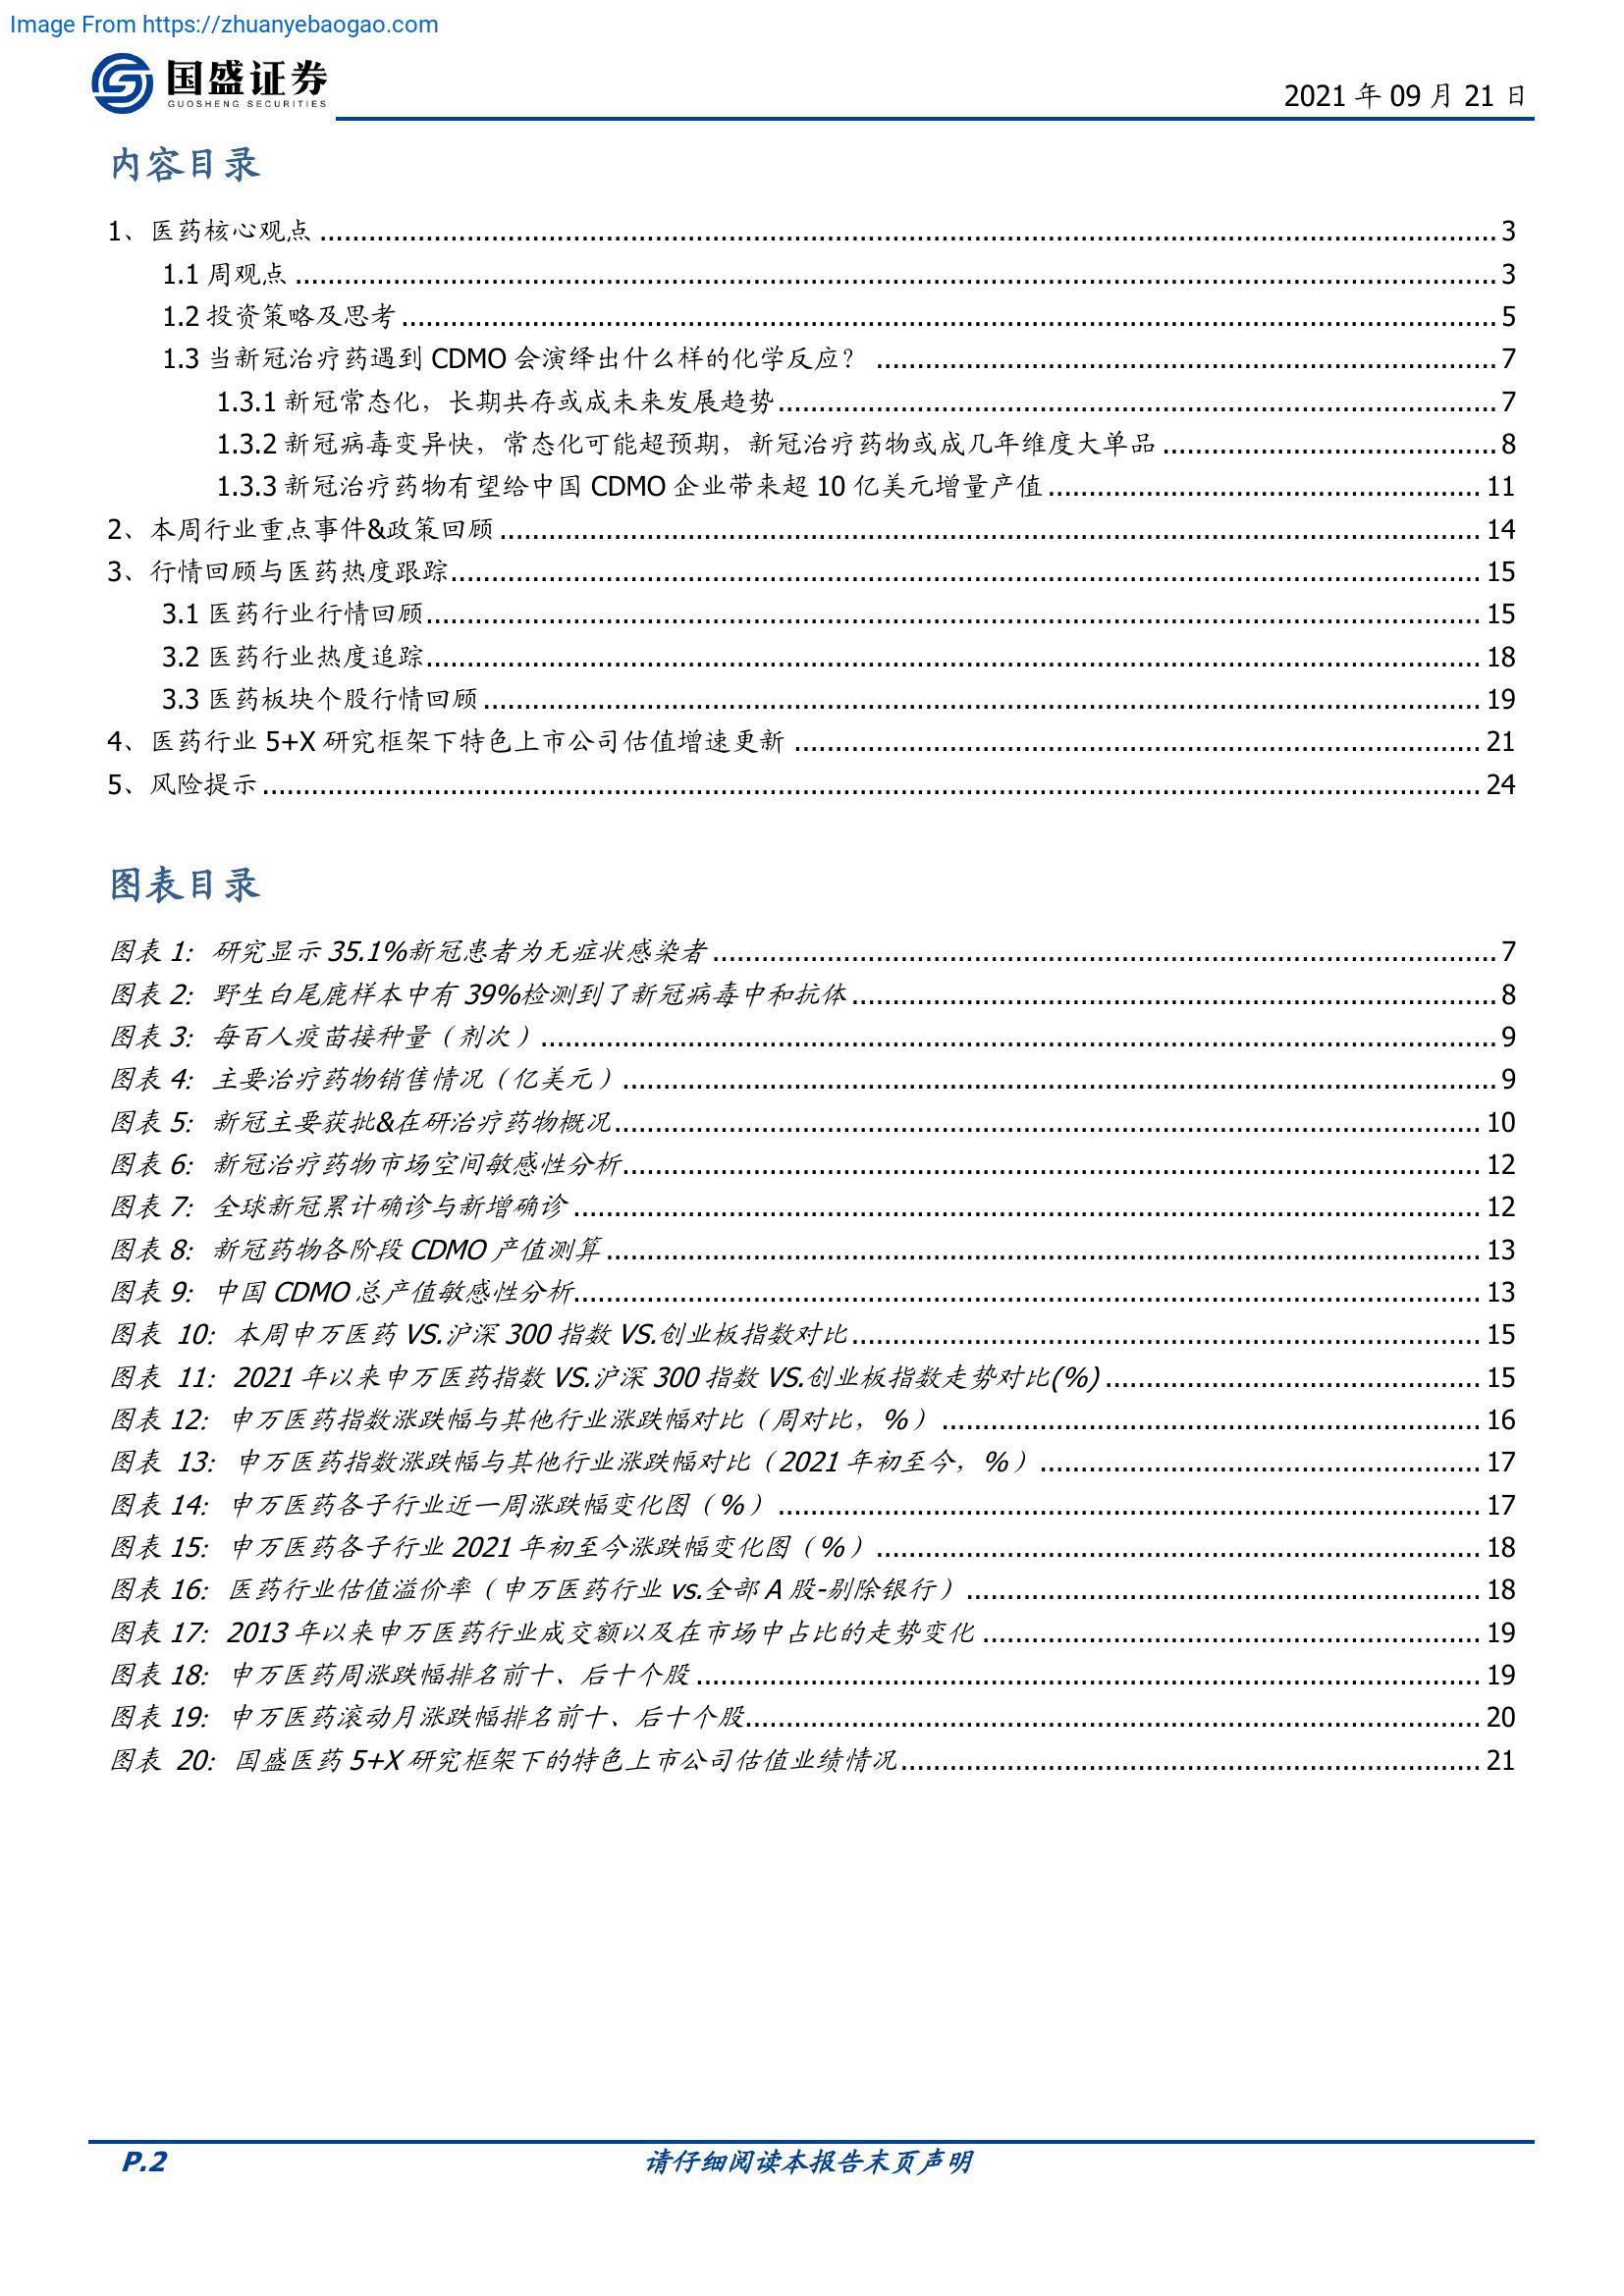 Image From https://zhuanyebaogao.com
国盛证券
GUOSHENG SECURITIES
2021 年 09 月 21 日
内容目录
1、医药核心观点 ........ 3
1.1 周观点 ........ 3
1.2 投资策略及思考 ........ 5
1.3 当新冠治疗药遇到 CDMO 会演绎出什么样的化学反应？ ........ 7
1.3.1 新冠常态化，长期共存或成未来发展趋势 ........ 7
1.3.2 新冠病毒变异快，常态化可能超预期，新冠治疗药物或成几年维度大单品 ........ 8
1.3.3 新冠治疗药物有望给中国 CDMO 企业带来超 10 亿美元增量产值 ........ 11
2、本周行业重点事件&政策回顾 ........ 14
3、行情回顾与医药热度跟踪 ........ 15
3.1 医药行业行情回顾 ........ 15
3.2 医药行业热度追踪 ........ 18
3.3 医药板块个股行情回顾 ........ 19
4、医药行业 5+X 研究框架下特色上市公司估值增速更新 ........ 21
5、风险提示 ........ 24
图表目录
图表 1：研究显示 35.1%新冠患者为无症状感染者 ........ 7
图表 2：野生白尾鹿样本中有 39%检测到了新冠病毒中和抗体 ........ 8
图表 3：每百人疫苗接种量（剂次） ........ 9
图表 4：主要治疗药物销售情况（亿美元） ........ 9
图表 5：新冠主要获批&在研治疗药物概况 ........ 10
图表 6：新冠治疗药物市场空间敏感性分析 ........ 12
图表 7：全球新冠累计确诊与新增确诊 ........ 12
图表 8：新冠药物各阶段 CDMO 产值测算 ........ 13
图表 9：中国 CDMO 总产值敏感性分析 ........ 13
图表 10：本周申万医药 VS.沪深 300 指数 VS.创业板指数对比 ........ 15
图表 11：2021 年以来申万医药指数 VS.沪深 300 指数 VS.创业板指数走势对比(%) ........ 15
图表 12：申万医药指数涨跌幅与其他行业涨跌幅对比（周对比，%） ........ 16
图表 13：申万医药指数涨跌幅与其他行业涨跌幅对比（2021 年初至今，%） ........ 17
图表 14：申万医药各子行业近一周涨跌幅变化图（%） ........ 17
图表 15：申万医药各子行业 2021 年初至今涨跌幅变化图（%） ........ 18
图表 16：医药行业估值溢价率（申万医药行业 vs.全部 A 股-剔除银行） ........ 18
图表 17：2013 年以来申万医药行业成交额以及在市场中占比的走势变化 ........ 19
图表 18：申万医药周涨跌幅排名前十、后十个股 ........ 19
图表 19：申万医药滚动月涨跌幅排名前十、后十个股 ........ 20
图表 20：国盛医药 5+X 研究框架下的特色上市公司估值业绩情况 ........ 21
P.2
请仔细阅读本报告末页声明